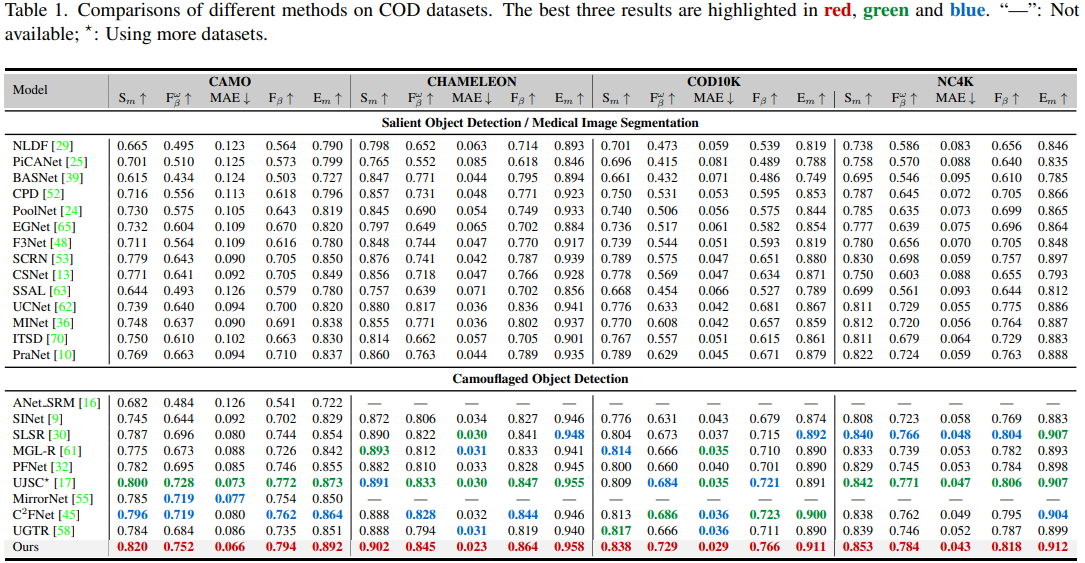 Table 1. Comparisons of different methods on COD datasets. The best three results are highlighted in red, green and blue. “—”: Not
available; ⋆: Using more datasets.
Model CAMO CHAMELEON COD10K NC4K
Sm ↑ Fωβ ↑ MAE ↓ Fβ ↑ Em ↑ Sm ↑ Fωβ ↑ MAE ↓ Fβ ↑ Em ↑ Sm ↑ Fωβ ↑ MAE ↓ Fβ ↑ Em ↑ Sm ↑ Fωβ ↑ MAE ↓ Fβ ↑ Em ↑
Salient Object Detection / Medical Image Segmentation
NLDF [29] 0.665 0.495 0.123 0.564 0.790 0.798 0.652 0.063 0.714 0.893 0.701 0.473 0.059 0.539 0.819 0.738 0.586 0.083 0.656 0.846
PiCANet [25] 0.701 0.510 0.125 0.573 0.799 0.765 0.552 0.085 0.618 0.846 0.696 0.415 0.081 0.489 0.788 0.758 0.570 0.088 0.640 0.835
BASNet [39] 0.615 0.434 0.124 0.503 0.727 0.847 0.771 0.044 0.795 0.894 0.661 0.432 0.071 0.486 0.749 0.695 0.546 0.095 0.610 0.785
CPD [52] 0.716 0.556 0.113 0.618 0.796 0.857 0.731 0.048 0.771 0.923 0.750 0.531 0.053 0.595 0.853 0.787 0.645 0.072 0.705 0.866
PoolNet [24] 0.730 0.575 0.105 0.643 0.819 0.845 0.690 0.054 0.749 0.933 0.740 0.506 0.056 0.575 0.844 0.785 0.635 0.073 0.699 0.865
EGNet [65] 0.732 0.604 0.109 0.670 0.820 0.797 0.649 0.065 0.702 0.884 0.736 0.517 0.061 0.582 0.854 0.777 0.639 0.075 0.696 0.864
F3Net [48] 0.711 0.564 0.109 0.616 0.780 0.848 0.744 0.047 0.770 0.917 0.739 0.544 0.051 0.593 0.819 0.780 0.656 0.070 0.705 0.848
SCRN [53] 0.779 0.643 0.090 0.705 0.850 0.876 0.741 0.042 0.787 0.939 0.789 0.575 0.047 0.651 0.880 0.830 0.698 0.059 0.757 0.897
CSNet [13] 0.771 0.641 0.092 0.705 0.849 0.856 0.718 0.047 0.766 0.928 0.778 0.569 0.047 0.634 0.871 0.750 0.603 0.088 0.655 0.793
SSAL [63] 0.644 0.493 0.126 0.579 0.780 0.757 0.639 0.071 0.702 0.856 0.668 0.454 0.066 0.527 0.789 0.699 0.561 0.093 0.644 0.812
UCNet [62] 0.739 0.640 0.094 0.700 0.820 0.880 0.817 0.036 0.836 0.941 0.776 0.633 0.042 0.681 0.867 0.811 0.729 0.055 0.775 0.886
MINet [36] 0.748 0.637 0.090 0.691 0.838 0.855 0.771 0.036 0.802 0.937 0.770 0.608 0.042 0.657 0.859 0.812 0.720 0.056 0.764 0.887
ITSD [70] 0.750 0.610 0.102 0.663 0.830 0.814 0.662 0.057 0.705 0.901 0.767 0.557 0.051 0.615 0.861 0.811 0.679 0.064 0.729 0.883
PraNet [10] 0.769 0.663 0.094 0.710 0.837 0.860 0.763 0.044 0.789 0.935 0.789 0.629 0.045 0.671 0.879 0.822 0.724 0.059 0.763 0.888
Camouflaged Object Detection
ANet_SRM [16] 0.682 0.484 0.126 0.541 0.722 — — — — — — — — — — — — — — —
SINet [9] 0.745 0.644 0.092 0.702 0.829 0.872 0.806 0.034 0.827 0.946 0.776 0.631 0.043 0.679 0.874 0.808 0.723 0.058 0.769 0.883
SLSR [30] 0.787 0.696 0.080 0.744 0.854 0.890 0.822 0.030 0.841 0.948 0.804 0.673 0.037 0.715 0.892 0.840 0.766 0.048 0.804 0.907
MGL-R [61] 0.775 0.673 0.088 0.726 0.842 0.893 0.812 0.031 0.833 0.941 0.814 0.666 0.035 0.710 0.890 0.833 0.739 0.053 0.782 0.893
PFNet [32] 0.782 0.695 0.085 0.746 0.855 0.882 0.810 0.033 0.828 0.945 0.800 0.660 0.040 0.701 0.890 0.829 0.745 0.053 0.784 0.898
UJSC⋆ [17] 0.800 0.728 0.073 0.772 0.873 0.891 0.833 0.030 0.847 0.955 0.809 0.684 0.035 0.721 0.891 0.842 0.771 0.047 0.806 0.907
MirrorNet [55] 0.785 0.719 0.077 0.754 0.850 — — — — — — — — — — — — — — —
C²FNet [45] 0.796 0.719 0.080 0.762 0.864 0.888 0.828 0.032 0.844 0.946 0.813 0.686 0.036 0.723 0.900 0.838 0.762 0.049 0.795 0.904
UGTR [58] 0.784 0.684 0.086 0.735 0.851 0.888 0.794 0.031 0.819 0.940 0.817 0.666 0.036 0.711 0.890 0.839 0.746 0.052 0.787 0.899
Ours 0.820 0.752 0.066 0.794 0.892 0.902 0.845 0.023 0.864 0.958 0.838 0.729 0.029 0.766 0.911 0.853 0.784 0.043 0.818 0.912